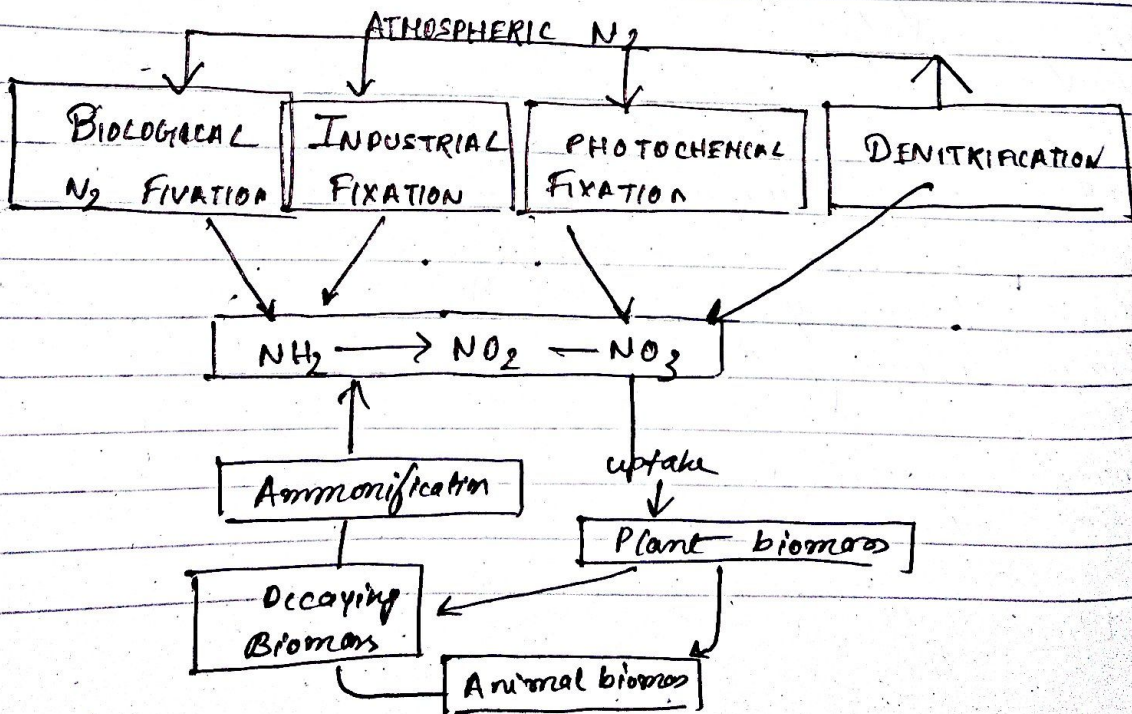 ATMOSPHERIC N2
BIOLOGICAL
N2 FIVATION
INDUSTRIAL
FIXATION
PHOTOCHEMICAL
FIXATION
DENITRIFICATION
NH2 → NO2 — NO3
Ammonification
uptake
Plant biomass
Decaying
Biomass
Animal biomass